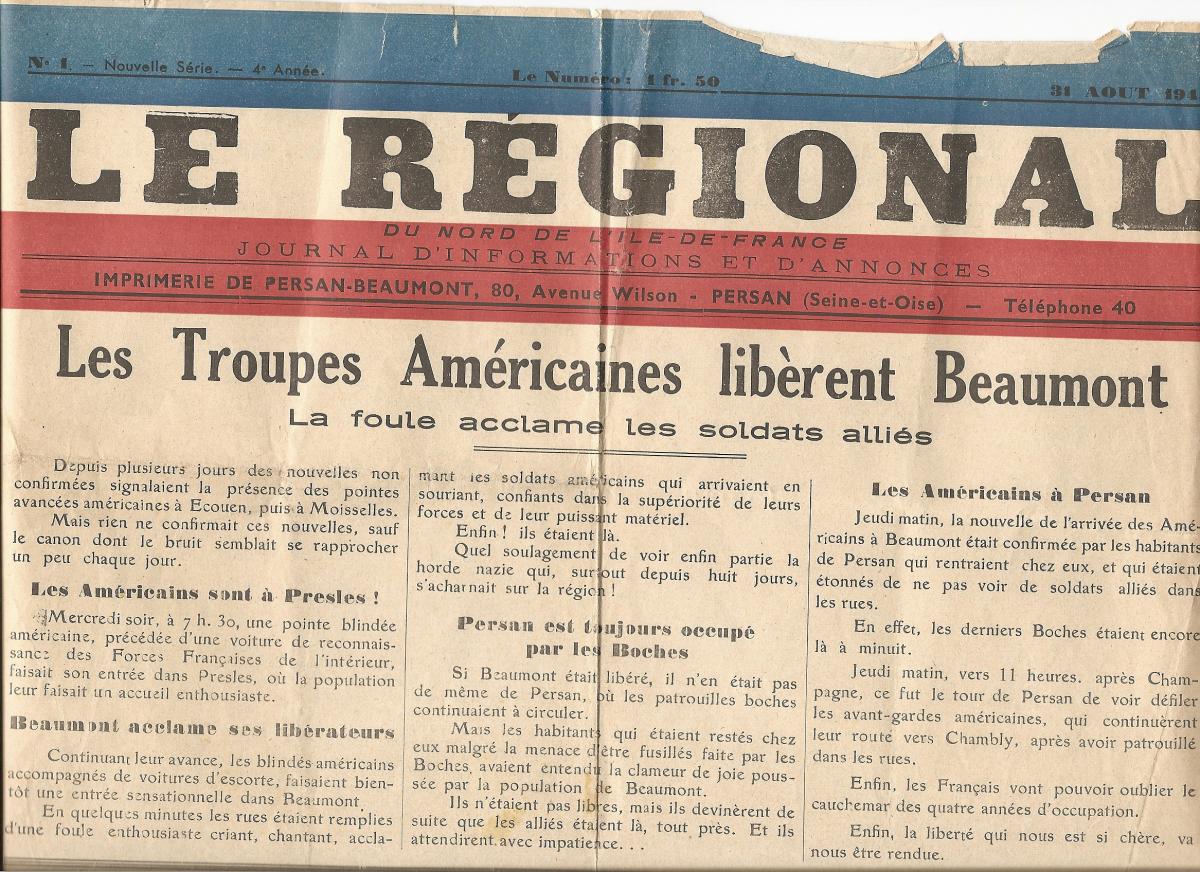 N° 1. — Nouvelle Série. — 4e Année.
Le Numéro : 1 fr. 50
31 AOUT 194
LE RÉGIONAL
DU NORD DE L'ILE-DE-FRANCE
JOURNAL D'INFORMATIONS ET D'ANNONCES
IMPRIMERIE DE PERSAN-BEAUMONT, 80, Avenue Wilson - PERSAN (Seine-et-Oise) — Téléphone 40
Les Troupes Américaines libèrent Beaumont
La foule acclame les soldats alliés
Depuis plusieurs jours des nouvelles non
confirmées signalaient la présence des pointes
avancées américaines à Ecouen, puis à Moisselles.
Mais rien ne confirmait ces nouvelles, sauf
le canon dont le bruit semblait se rapprocher
un peu chaque jour.
Les Américains sont à Presles !
Mercredi soir, à 7 h. 30, une pointe blindée
américaine, précédée d'une voiture de reconnais-
sance des Forces Françaises de l'intérieur,
faisait son entrée dans Presles, où la population
leur faisait un accueil enthousiaste.
Beaumont acclame ses libérateurs
Continuant leur avance, les blindés américains
accompagnés de voitures d'escorte, faisaient bien-
tôt une entrée sensationnelle dans Beaumont.
En quelques minutes les rues étaient remplies
d'une foule enthousiaste criant, chantant, accla-
mant les soldats américains qui arrivaient en
souriant, confiants dans la supériorité de leurs
forces et de leur puissant matériel.
Enfin ! ils étaient là.
Quel soulagement de voir enfin partie la
horde nazie qui, surtout depuis huit jours,
s'acharnait sur la région !
Persan est toujours occupé
par les Boches
Si Beaumont était libéré, il n'en était pas
de même de Persan, où les patrouilles boches
continuaient à circuler.
Mais les habitants qui étaient restés chez
eux malgré la menace d'être fusillés faite par les
Boches, avaient entendu la clameur de joie pous-
sée par la population de Beaumont.
Ils n'étaient pas libres, mais ils devinèrent de
suite que les alliés étaient là, tout près. Et ils
attendirent avec impatience...
Les Américains à Persan
Jeudi matin, la nouvelle de l'arrivée des Amé-
ricains à Beaumont était confirmée par les habitants
de Persan qui rentraient chez eux, et qui étaient
étonnés de ne pas voir de soldats alliés dans
les rues.
En effet, les derniers Boches étaient encore
là à minuit.
Jeudi matin, vers 11 heures. après Cham-
pagne, ce fut le tour de Persan de voir défiler
les avant-gardes américaines, qui continuèrent
leur route vers Chambly, après avoir patrouillé
dans les rues.
Enfin, les Français vont pouvoir oublier le
cauchemar des quatre années d'occupation.
Enfin, la liberté qui nous est si chère, va
nous être rendue.